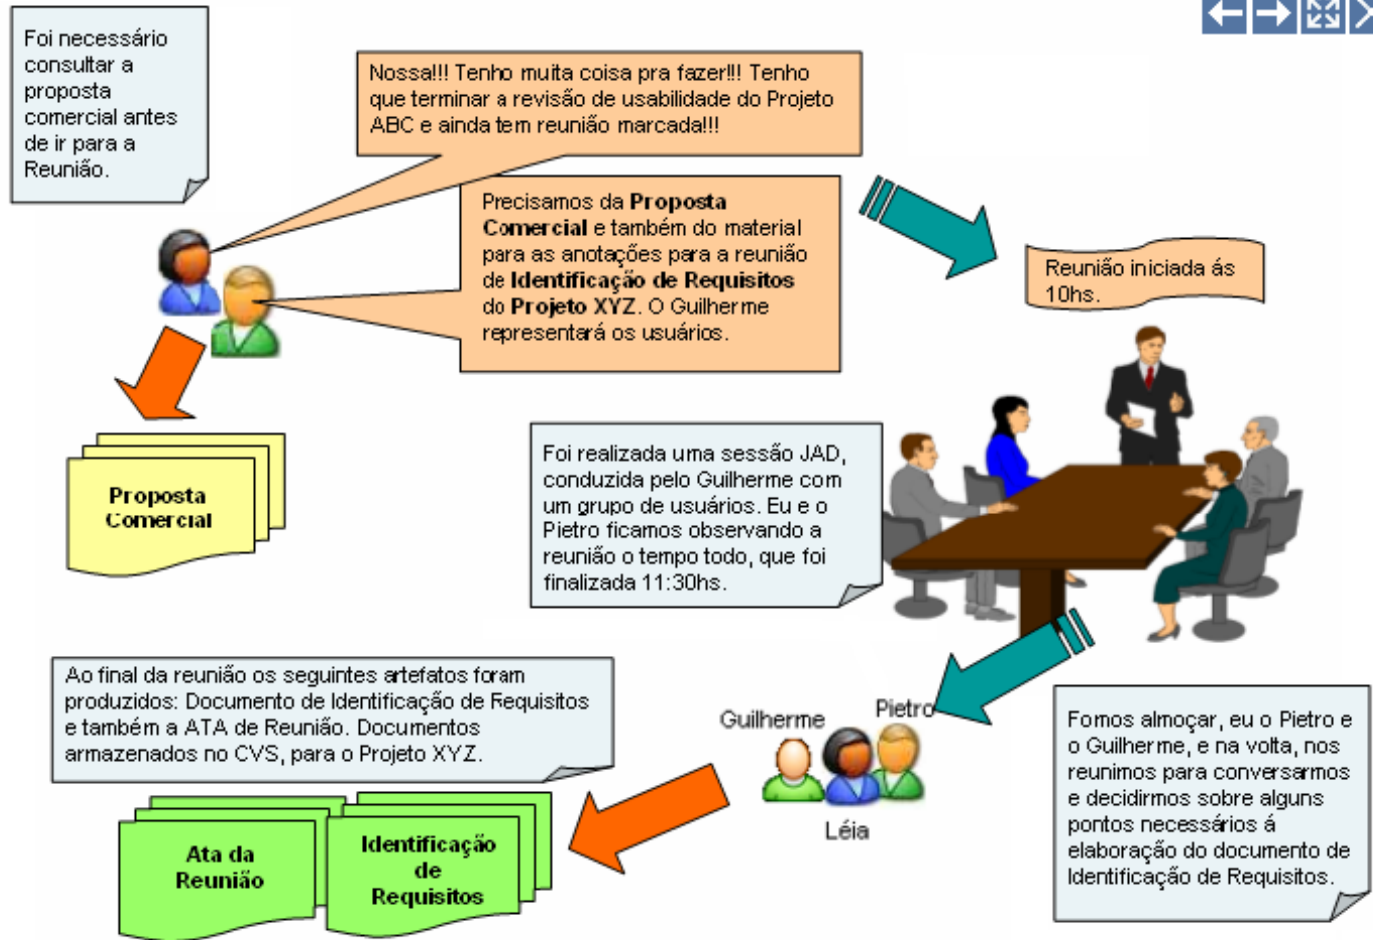 Foi necessário
consultar a
proposta
comercial antes
de ir para a
Reunião.
Nossa!!! Tenho muita coisa pra fazer!!! Tenho
que terminar a revisão de usabilidade do Projeto
ABC e ainda tem reunião marcada!!!
Precisamos da Proposta
Comercial e também do material
para as anotações para a reunião
de Identificação de Requisitos
do Projeto XYZ. O Guilherme
representará os usuários.
Reunião iniciada ás
10hs.
Proposta
Comercial
Foi realizada uma sessão JAD,
conduzida pelo Guilherme com
um grupo de usuários. Eu e o
Pietro ficamos observando a
reunião o tempo todo, que foi
finalizada 11:30hs.
Ao final da reunião os seguintes artefatos foram
produzidos: Documento de Identificação de Requisitos
e também a ATA de Reunião. Documentos
armazenados no CVS, para o Projeto XYZ.
Guilherme
Pietro
Léia
Fomos almoçar, eu o Pietro e
o Guilherme, e na volta, nos
reunimos para conversarmos
e decidirmos sobre alguns
pontos necessários á
elaboração do documento de
Identificação de Requisitos.
Ata da
Reunião
Identificação
de
Requisitos